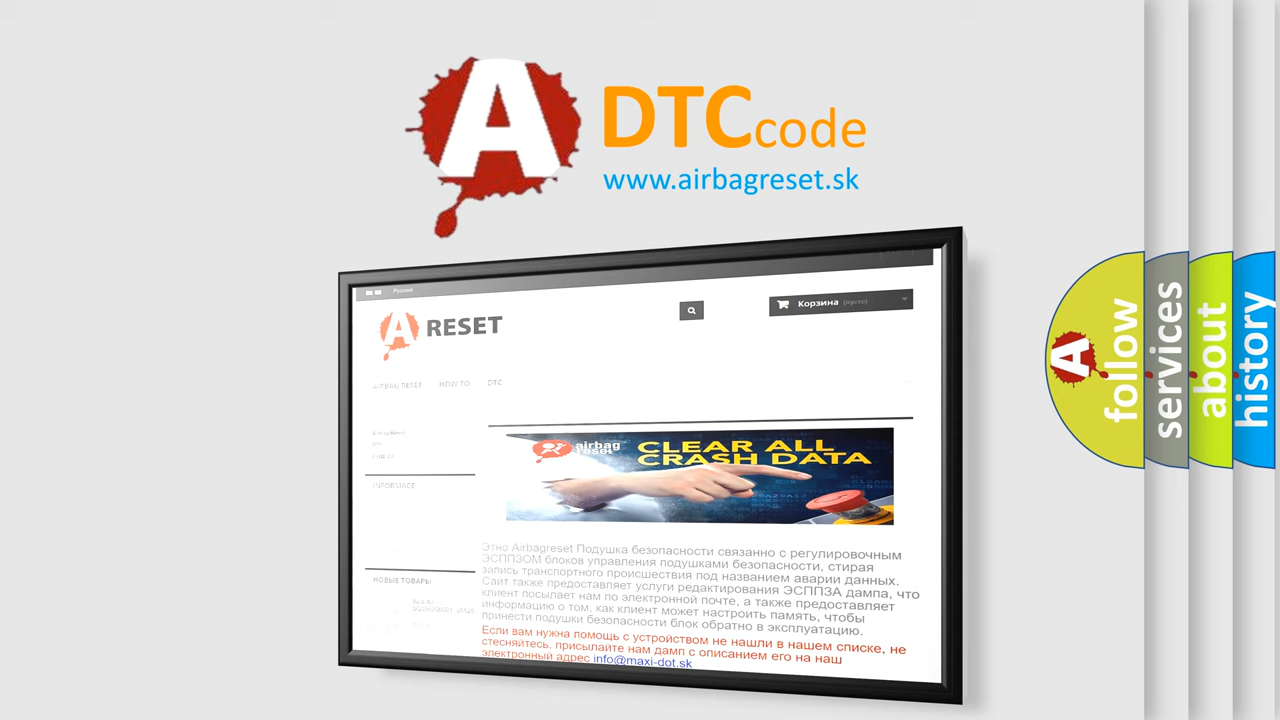 A
DTC code
www.airbagreset.sk
Русский
A RESET
Корзина (пусто)
AIRBAG RESET HOW TO DTC
INFORMACE
airbag
reset
CLEAR ALL
CRASH DATA
Этно Airbagreset Подушка безопасности связанно с регулировочным
ЭСППЗОМ блоков управления подушками безопасности, стирая
запись транспортного происшествия под названием аварии данных.
Сайт также предоставляет услуги редактирования ЭСППЗА дампа, что
клиент посылает нам по электронной почте, а также предоставляет
информацию о том, как клиент может настроить память, чтобы
принести подушки безопасности блок обратно в эксплуатацию.
НОВЫЕ ТОВАРЫ
Если вам нужна помощь с устройством не нашли в нашем списке, не
стесняйтесь, присылайте нам дамп с описанием его на наш
электронный адрес info@maxi-dot.sk
A
follow
services
about
history